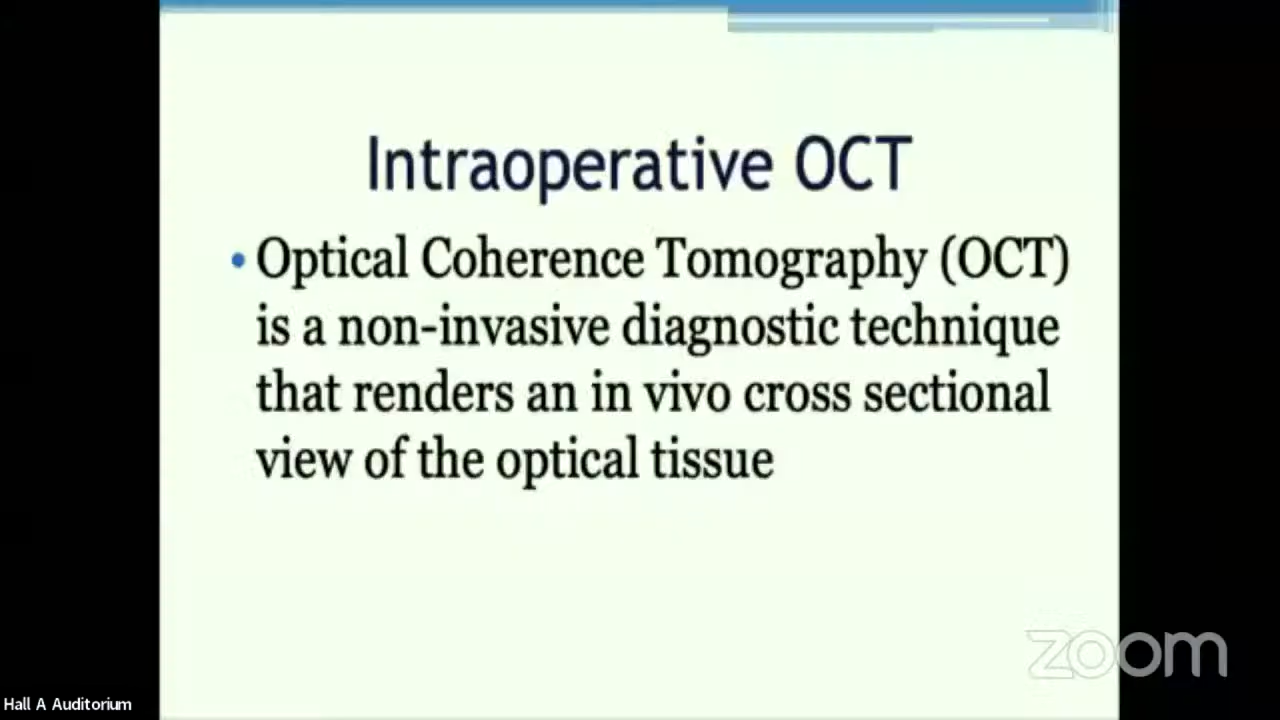 Intraoperative OCT
• Optical Coherence Tomography (OCT)
is a non-invasive diagnostic technique
that renders an in vivo cross sectional
view of the optical tissue
zoom
Hall A Auditorium